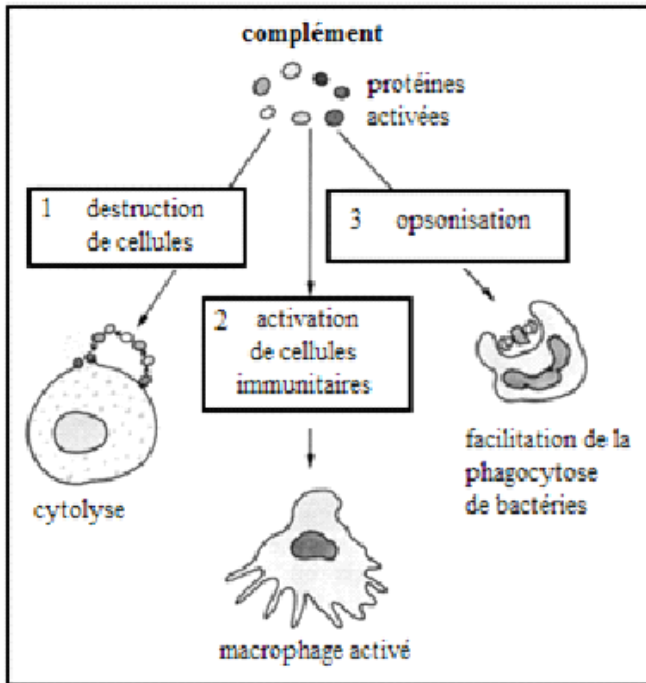 complément
protéines
activées
1 destruction
de cellules
3 opsonisation
2 activation
de cellules
immunitaires
cytolyse
facilitation de la
phagocytose
de bactéries
macrophage activé